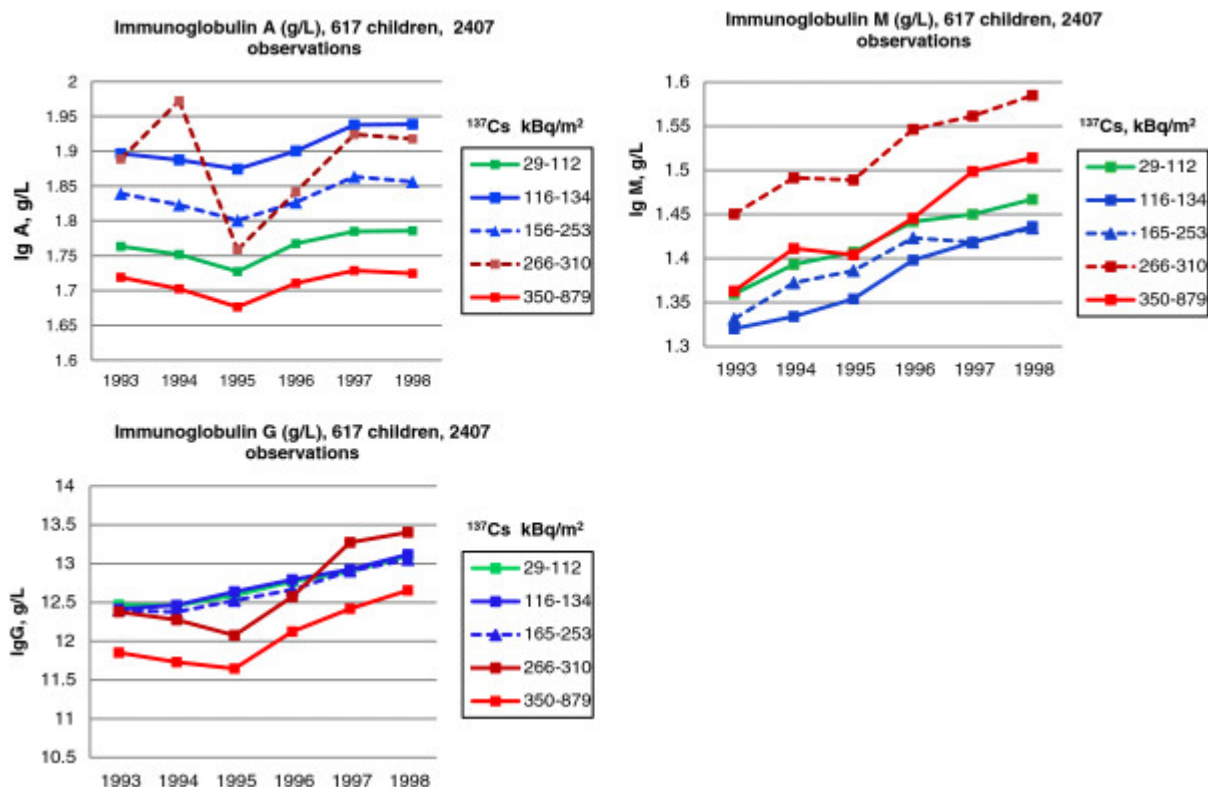 Immunoglobulin A (g/L), 617 children, 2407
observations
2
1.95
1.9
1.85
1.8
1.75
1.7
1.65
1.6
Ig A, g/L
1993 1994 1995 1996 1997 1998
¹³⁷Cs kBq/m²
29-112
116-134
156-253
266-310
350-879
Immunoglobulin M (g/L), 617 children, 2407
observations
1.6
1.55
1.5
1.45
1.4
1.35
1.3
Ig M, g/L
1993 1994 1995 1996 1997 1998
¹³⁷Cs, kBq/m²
29-112
116-134
165-253
266-310
350-879
Immunoglobulin G (g/L), 617 children, 2407
observations
14
13.5
13
12.5
12
11.5
11
10.5
IgG, g/L
1993 1994 1995 1996 1997 1998
¹³⁷Cs kBq/m²
29-112
116-134
165-253
266-310
350-879